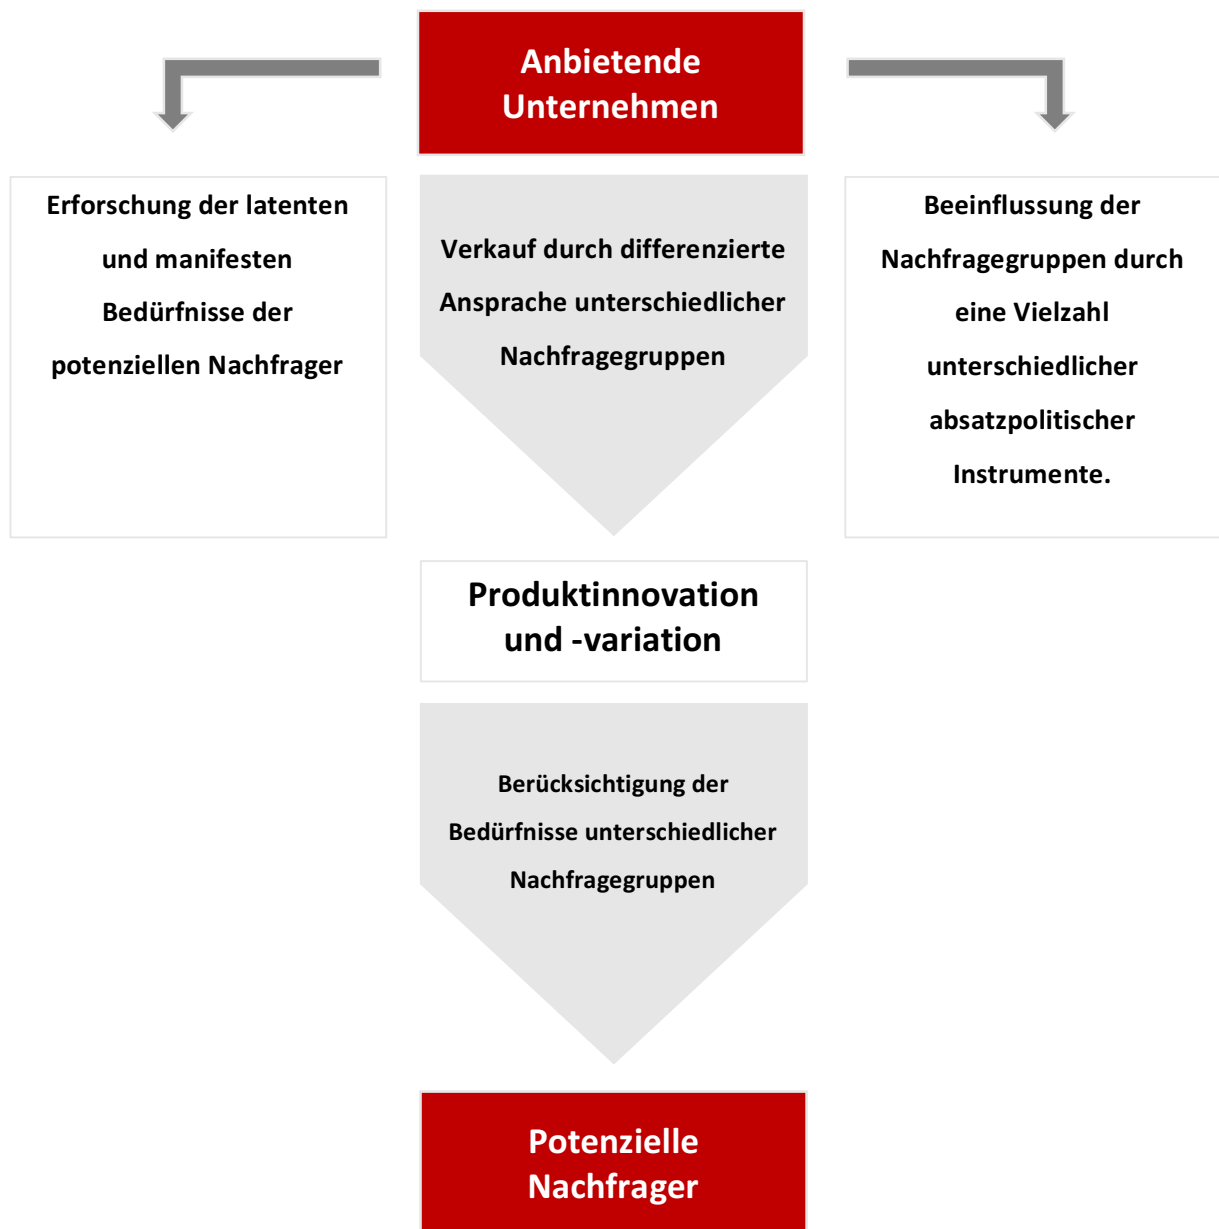 Anbietende
Unternehmen
Erforschung der latenten
und manifesten
Bedürfnisse der
potenziellen Nachfrager
Verkauf durch differenzierte
Ansprache unterschiedlicher
Nachfragegruppen
Beeinflussung der
Nachfragegruppen durch
eine Vielzahl
unterschiedlicher
absatzpolitischer
Instrumente.
Produktinnovation
und -variation
Berücksichtigung der
Bedürfnisse unterschiedlicher
Nachfragegruppen
Potenzielle
Nachfrager